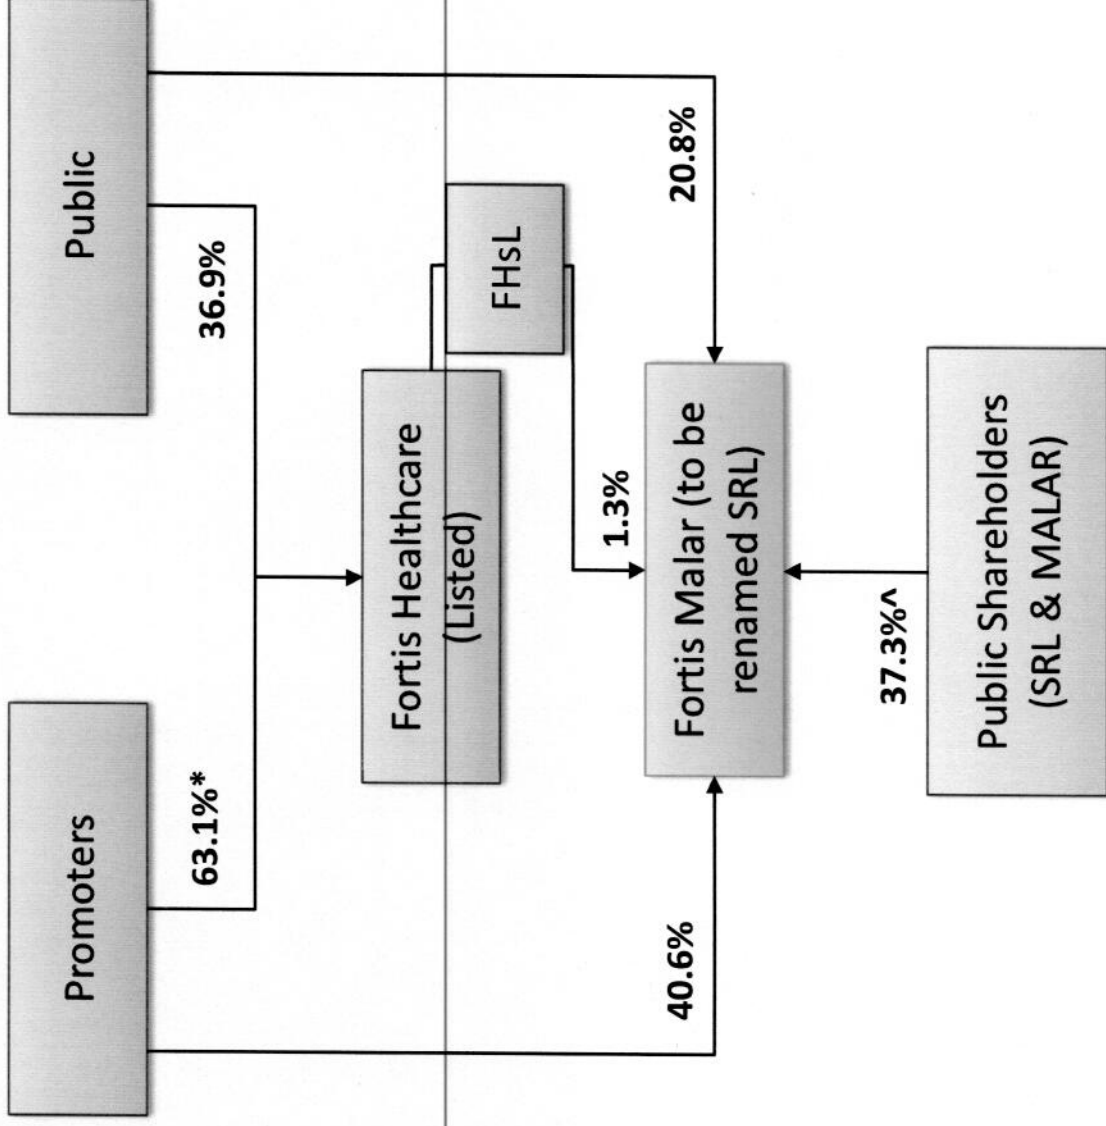 Promoters
Public
63.1%*
36.9%
Fortis Healthcare
(Listed)
FHsL
40.6%
1.3%
20.8%
Fortis Malar (to be
renamed SRL)
37.3%^
Public Shareholders
(SRL & MALAR)